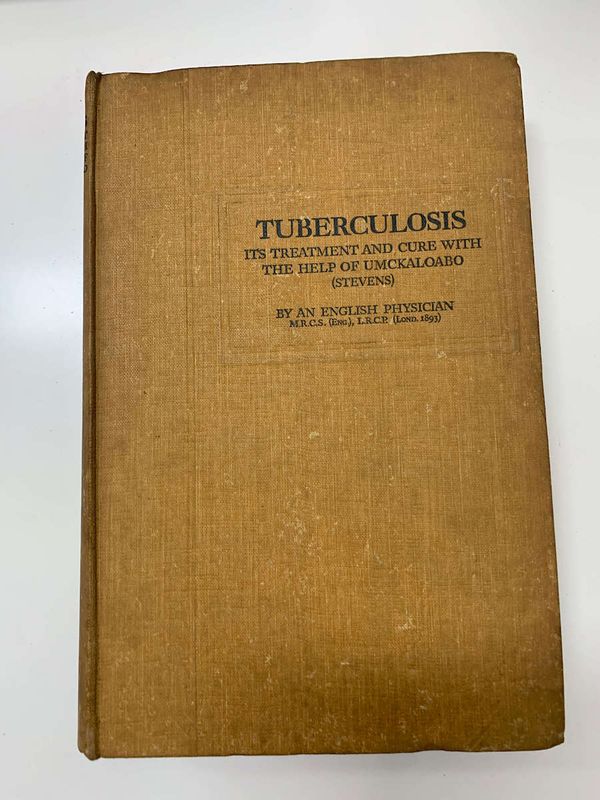 TUBERCULOSIS
ITS TREATMENT AND CURE WITH
THE HELP OF UMCKALOABO
(STEVENS)
BY AN ENGLISH PHYSICIAN
M.R.C.S. (Eng), L.R.C.P. (Lond. 1893)